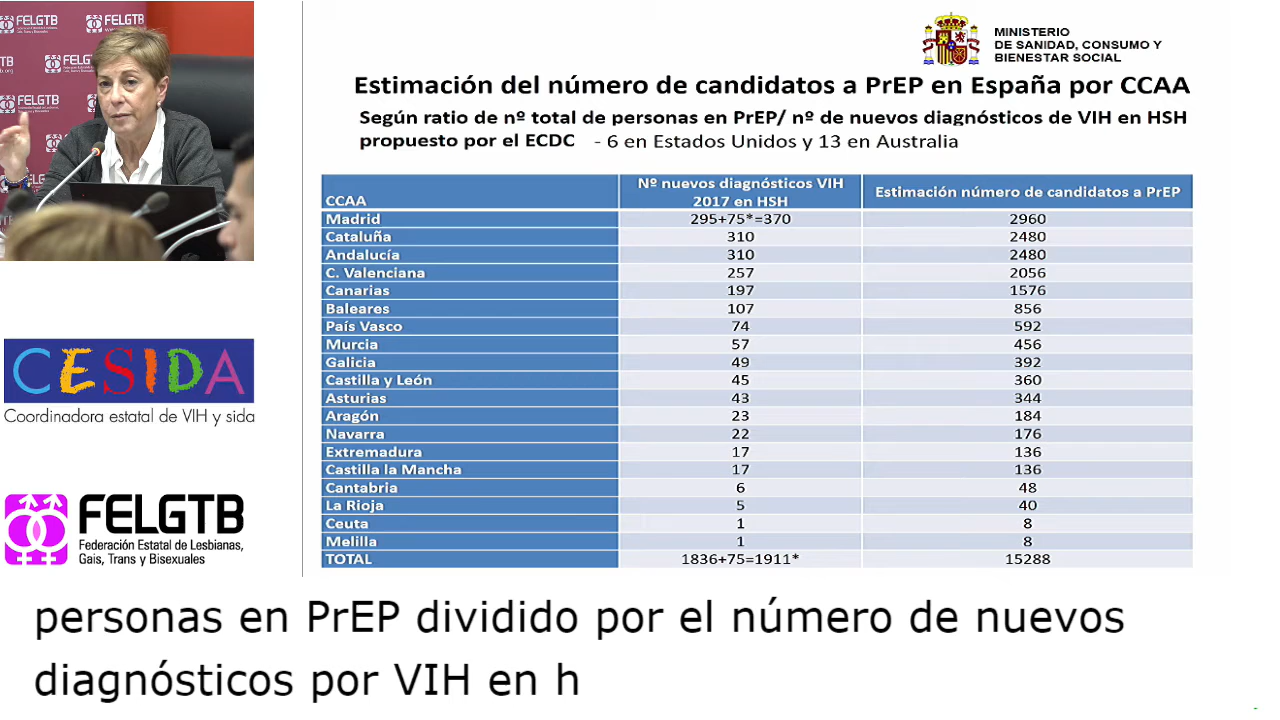 FELGTB
FELGTB
FELGTB
FELGTB
FELGTB
MINISTERIO
DE SANIDAD, CONSUMO Y
BIENESTAR SOCIAL
Estimación del número de candidatos a PrEP en España por CCAA
Según ratio de nº total de personas en PrEP/ nº de nuevos diagnósticos de VIH en HSH
propuesto por el ECDC - 6 en Estados Unidos y 13 en Australia
CCAA Nº nuevos diagnósticos VIH 2017 en HSH Estimación número de candidatos a PrEP
Madrid 295+75*=370 2960
Cataluña 310 2480
Andalucía 310 2480
C. Valenciana 257 2056
Canarias 197 1576
Baleares 107 856
País Vasco 74 592
Murcia 57 456
Galicia 49 392
Castilla y León 45 360
Asturias 43 344
Aragón 23 184
Navarra 22 176
Extremadura 17 136
Castilla la Mancha 17 136
Cantabria 6 48
La Rioja 5 40
Ceuta 1 8
Melilla 1 8
TOTAL 1836+75=1911* 15288
CESIDA
Coordinadora estatal de VIH y sida
FELGTB
Federación Estatal de Lesbianas,
Gais, Trans y Bisexuales
personas en PrEP dividido por el número de nuevos
diagnósticos por VIH en h